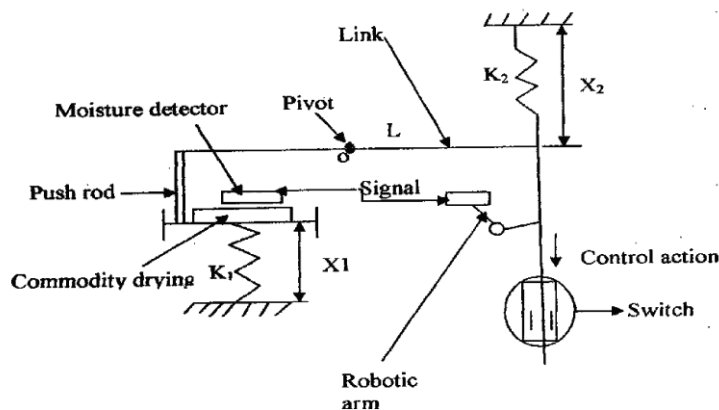 Link
K2
X2
Moisture detector
Pivot
L
o
Push rod
Signal
Commodity drying
K1
X1
Control action
Switch
Robotic
arm